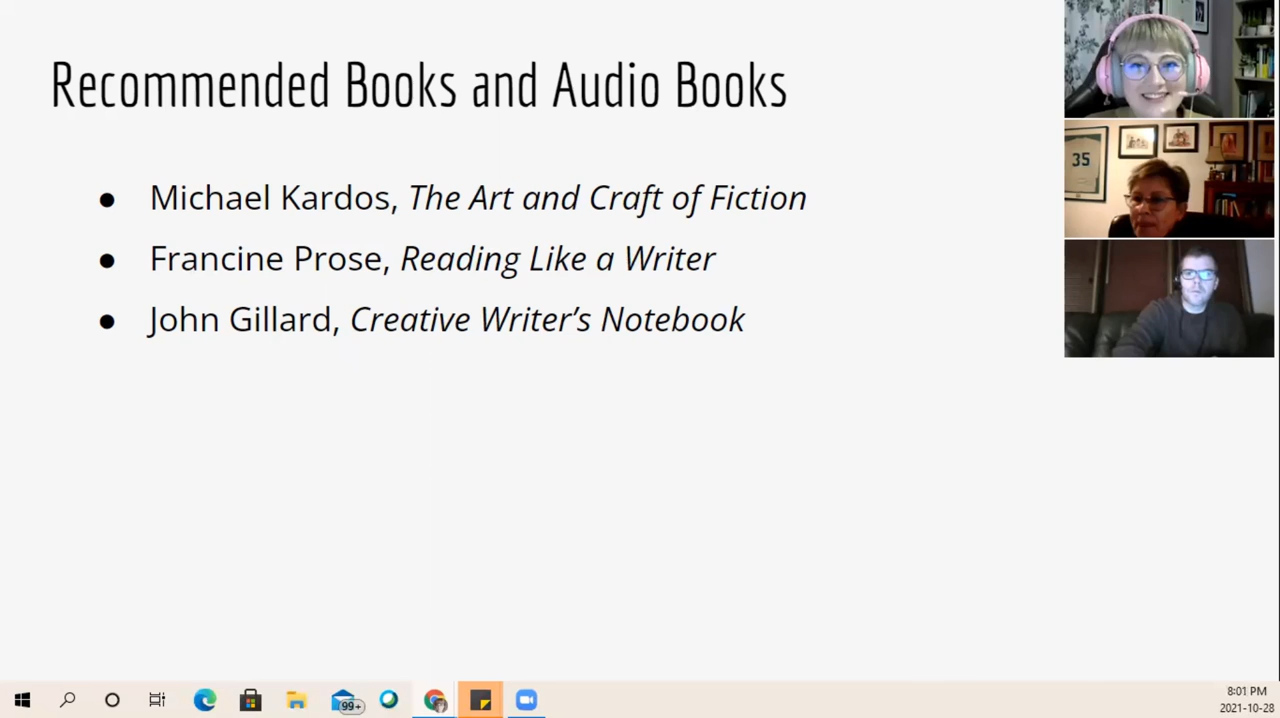 Recommended Books and Audio Books
● Michael Kardos, The Art and Craft of Fiction
● Francine Prose, Reading Like a Writer
● John Gillard, Creative Writer’s Notebook
35
99+
8:01 PM
2021-10-28